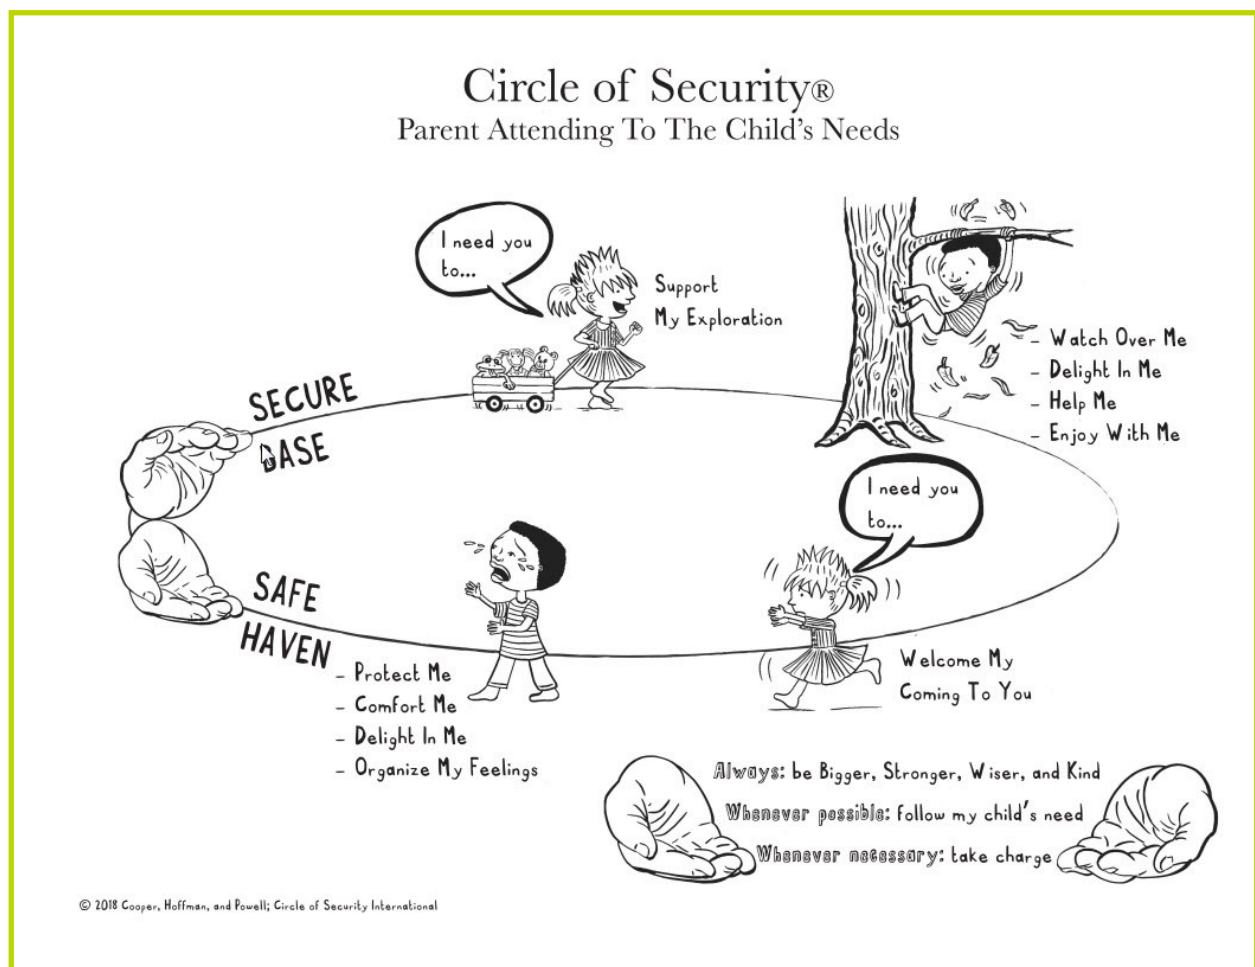 Circle of Security®
Parent Attending To The Child's Needs
I need you
to...
Support
My Exploration
- Watch Over Me
- Delight In Me
- Help Me
- Enjoy With Me
SECURE
BASE
I need you
to...
SAFE
HAVEN
Welcome My
Coming To You
- Protect Me
- Comfort Me
- Delight In Me
- Organize My Feelings
Always: be Bigger, Stronger, Wiser, and Kind
Whenever possible: follow my child's need
Whenever necessary: take charge
© 2018 Cooper, Hoffman, and Powell; Circle of Security International